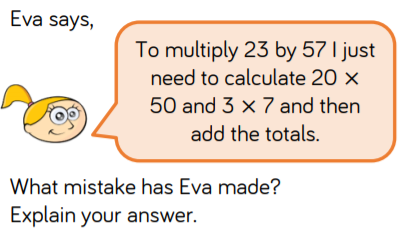 Eva says,
To multiply 23 by 57 I just
need to calculate 20 ×
50 and 3 × 7 and then
add the totals.
What mistake has Eva made?
Explain your answer.